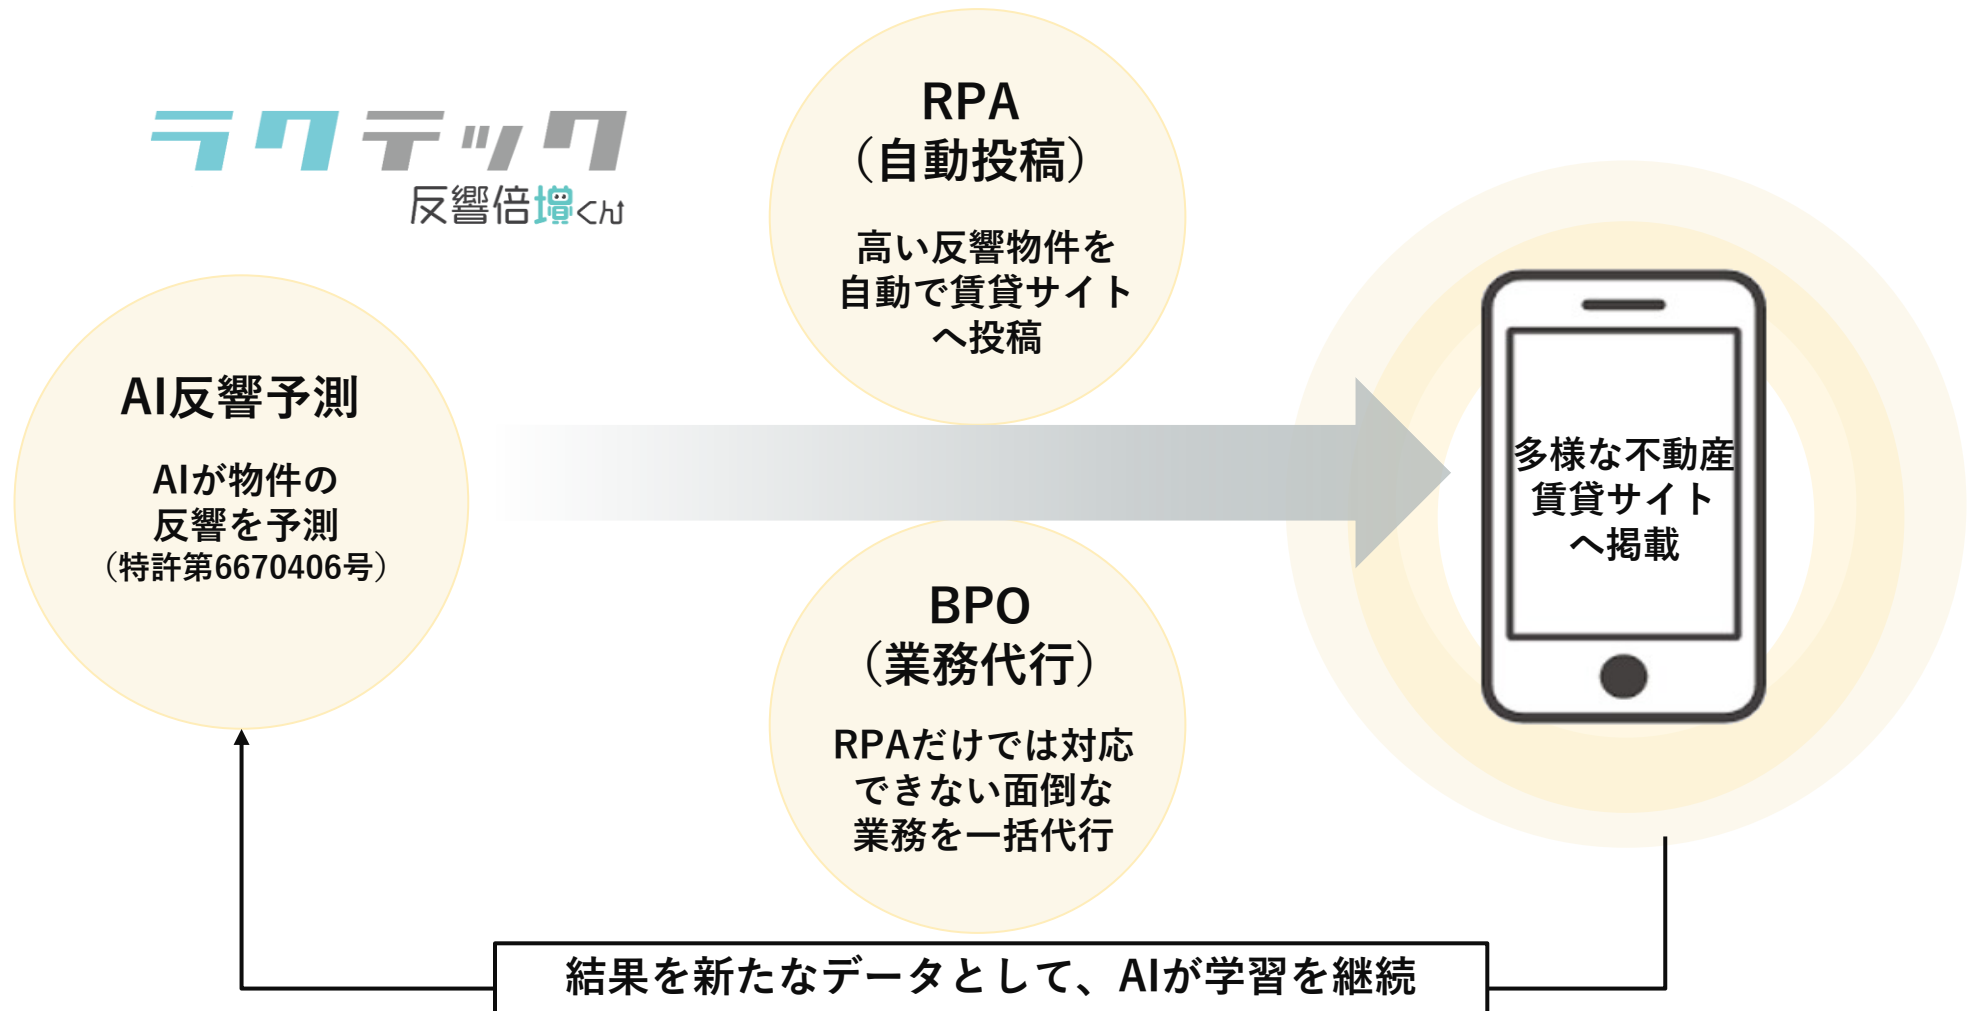 ラクテック
反響倍増くん
RPA
（自動投稿）
高い反響物件を
自動で賃貸サイト
へ投稿
AI反響予測
AIが物件の
反響を予測
（特許第6670406号）
多様な不動産
賃貸サイト
へ掲載
BPO
（業務代行）
RPAだけでは対応
できない面倒な
業務を一括代行
結果を新たなデータとして、AIが学習を継続